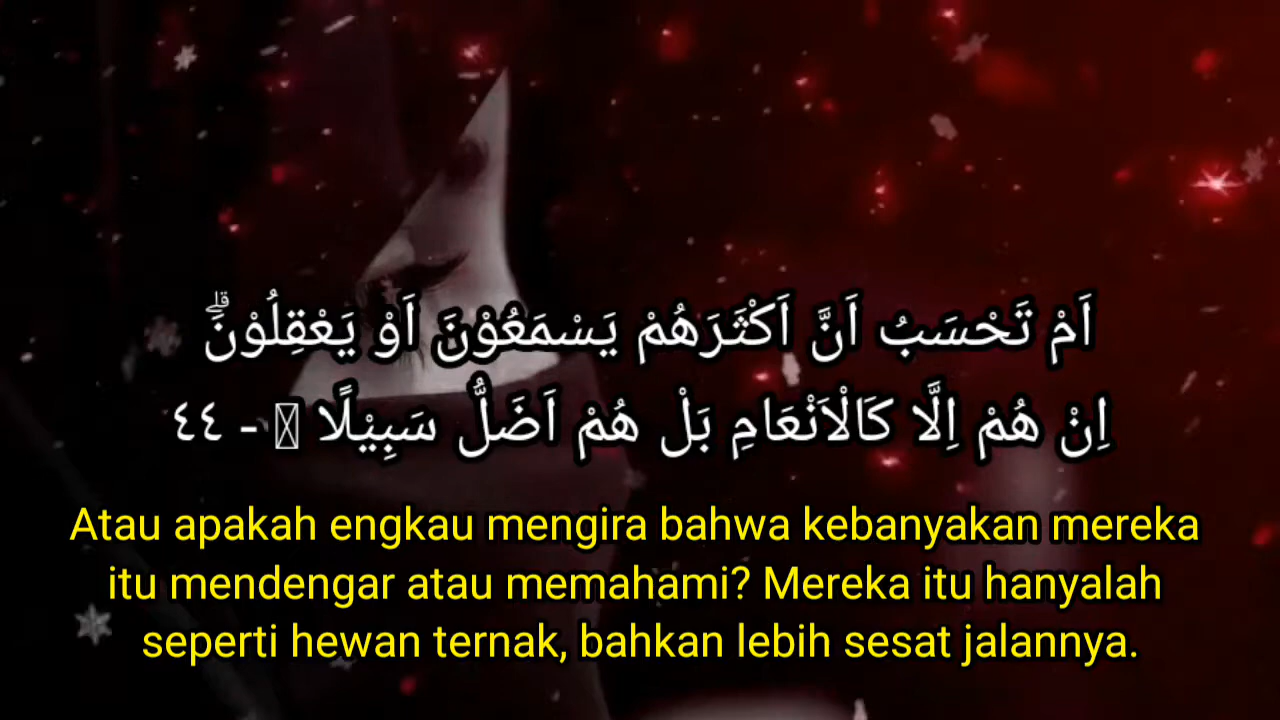 اَمْ تَحْسَبُ اَنَّ اَكْثَرَهُمْ يَسْمَعُوْنَ اَوْ يَعْقِلُوْنَۗ
اِنْ هُمْ اِلَّا كَالْاَنْعَامِ بَلْ هُمْ اَضَلُّ سَبِيْلًا - ٤٤
Atau apakah engkau mengira bahwa kebanyakan mereka
itu mendengar atau memahami? Mereka itu hanyalah
seperti hewan ternak, bahkan lebih sesat jalannya.